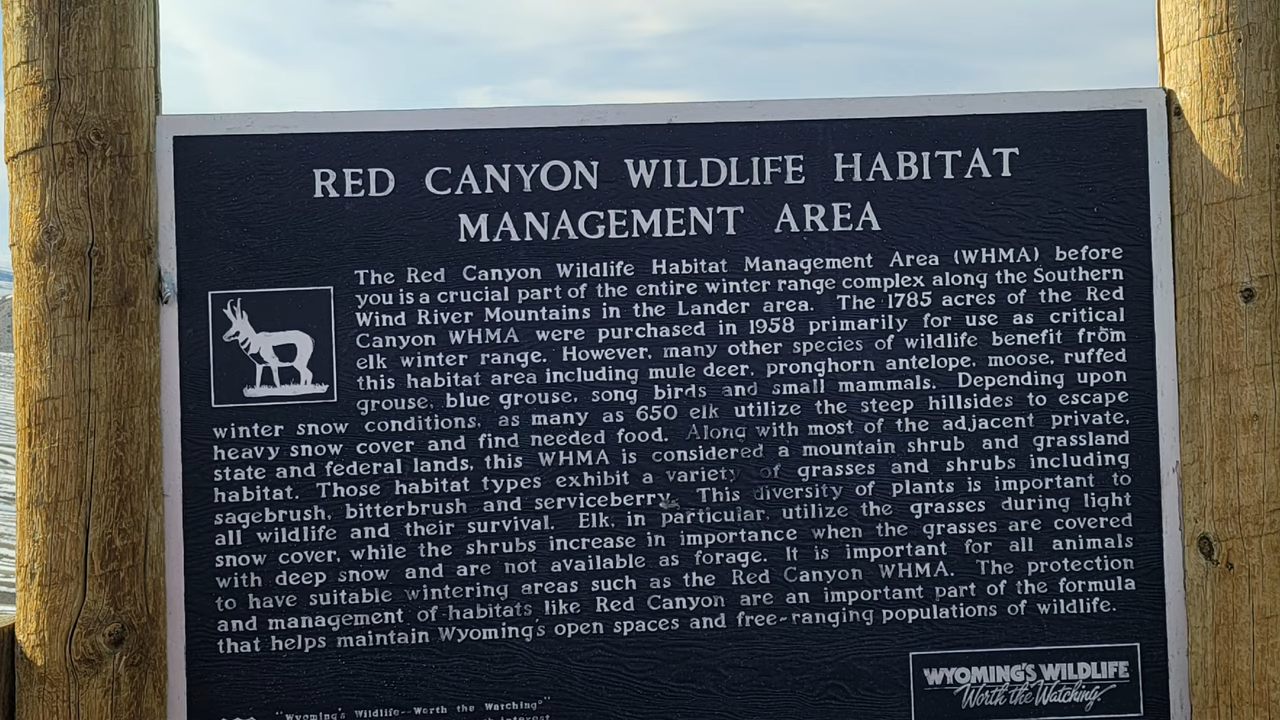 RED CANYON WILDLIFE HABITAT
MANAGEMENT AREA
The Red Canyon Wildlife Habitat Management Area (WHMA) before
you is a crucial part of the entire winter range complex along the Southern
Wind River Mountains in the Lander area. The 1785 acres of the Red
Canyon WHMA were purchased in 1958 primarily for use as critical
elk winter range. However, many other species of wildlife benefit from
this habitat area including mule deer, pronghorn antelope, moose, ruffed
grouse, blue grouse, song birds and small mammals. Depending upon
winter snow conditions, as many as 650 elk utilize the steep hillsides to escape
heavy snow cover and find needed food. Along with most of the adjacent private,
state and federal lands, this WHMA is considered a mountain shrub and grassland
habitat. Those habitat types exhibit a variety of grasses and shrubs including
sagebrush, bitterbrush and serviceberry. This diversity of plants is important to
all wildlife and their survival. Elk, in particular, utilize the grasses during light
snow cover, while the shrubs increase in importance when the grasses are covered
with deep snow and are not available as forage. It is important for all animals
to have suitable wintering areas such as the Red Canyon WHMA. The protection
and management of habitats like Red Canyon are an important part of the formula
that helps maintain Wyoming's open spaces and free-ranging populations of wildlife.
WYOMING'S WILDLIFE
Worth the Watching
"Wyoming's Wildlife--Worth the Watching"